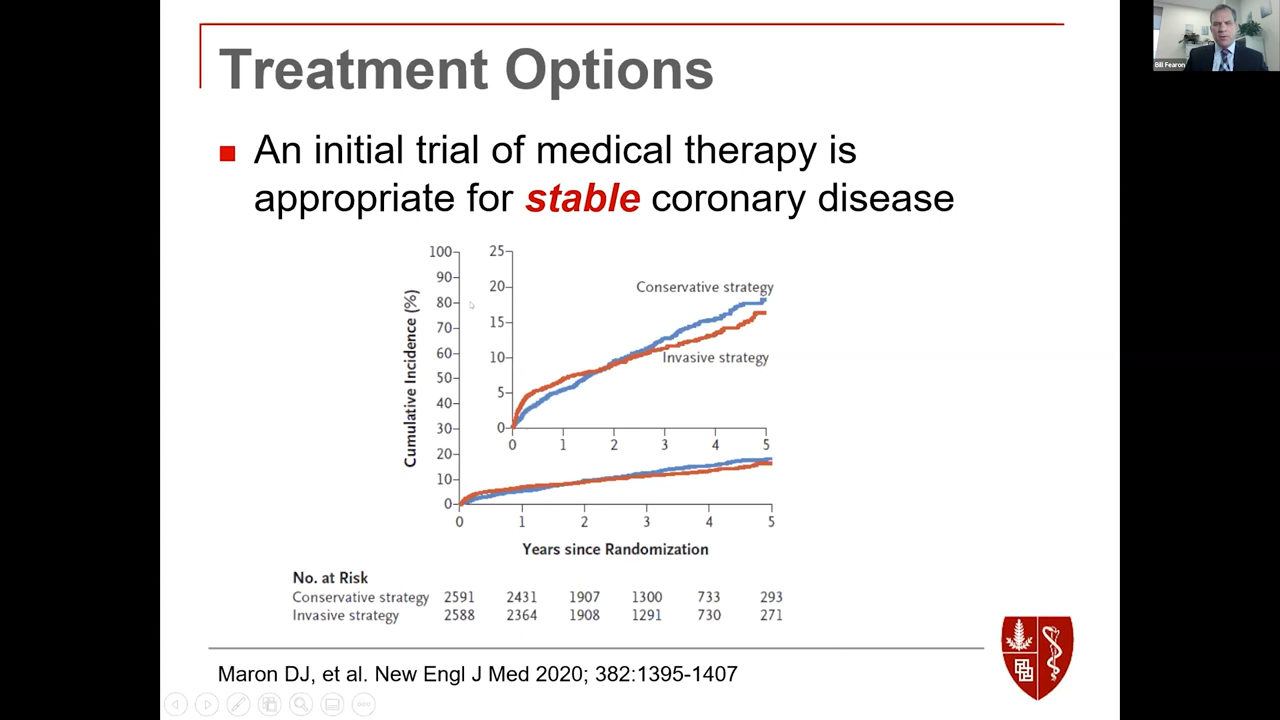 Treatment Options
An initial trial of medical therapy is
appropriate for stable coronary disease
Cumulative Incidence (%)
100
90
80
70
60
50
40
30
20
10
0
25
20
15
10
5
0
Conservative strategy
Invasive strategy
0 1 2 3 4 5
0 1 2 3 4 5
Years since Randomization
No. at Risk
Conservative strategy 2591 2431 1907 1300 733 293
Invasive strategy 2588 2364 1908 1291 730 271
Maron DJ, et al. New Engl J Med 2020; 382:1395-1407
Bill Fearon